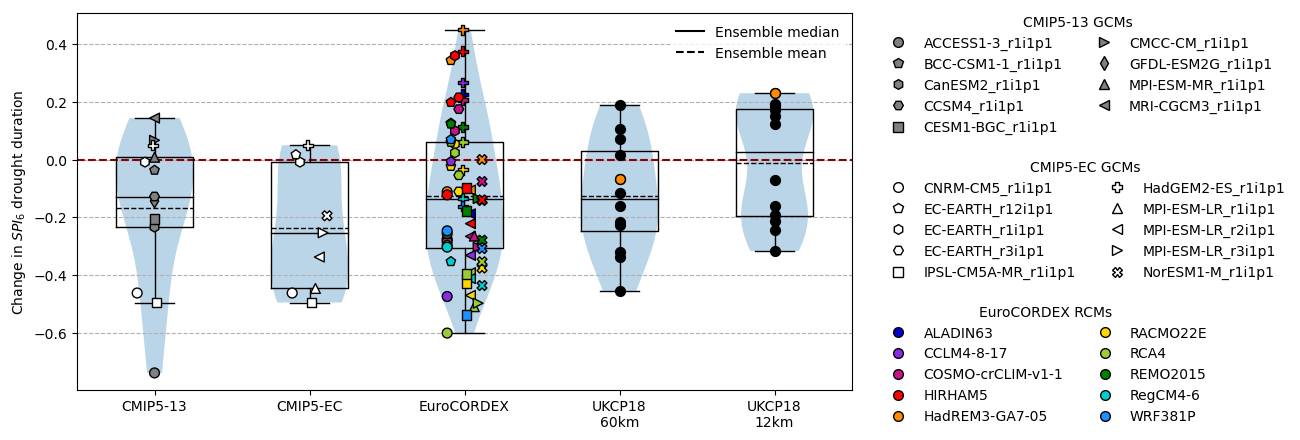 Change in SPI6 drought duration
0.4
0.2
0.0
−0.2
−0.4
−0.6
Ensemble median
Ensemble mean
CMIP5-13
CMIP5-EC
EuroCORDEX
UKCP18
60km
UKCP18
12km
CMIP5-13 GCMs
ACCESS1-3_r1i1p1
BCC-CSM1-1_r1i1p1
CanESM2_r1i1p1
CCSM4_r1i1p1
CESM1-BGC_r1i1p1
CMCC-CM_r1i1p1
GFDL-ESM2G_r1i1p1
MPI-ESM-MR_r1i1p1
MRI-CGCM3_r1i1p1
CMIP5-EC GCMs
CNRM-CM5_r1i1p1
EC-EARTH_r12i1p1
EC-EARTH_r1i1p1
EC-EARTH_r3i1p1
IPSL-CM5A-MR_r1i1p1
HadGEM2-ES_r1i1p1
MPI-ESM-LR_r1i1p1
MPI-ESM-LR_r2i1p1
MPI-ESM-LR_r3i1p1
NorESM1-M_r1i1p1
EuroCORDEX RCMs
ALADIN63
CCLM4-8-17
COSMO-crCLIM-v1-1
HIRHAM5
HadREM3-GA7-05
RACMO22E
RCA4
REMO2015
RegCM4-6
WRF381P